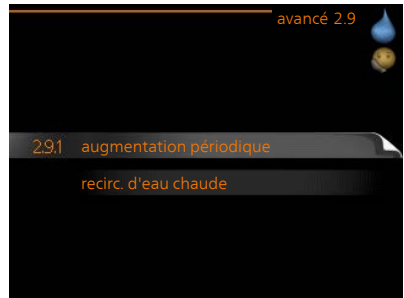 avancé 2.9
2.9.1 augmentation périodique
recirc. d'eau chaude